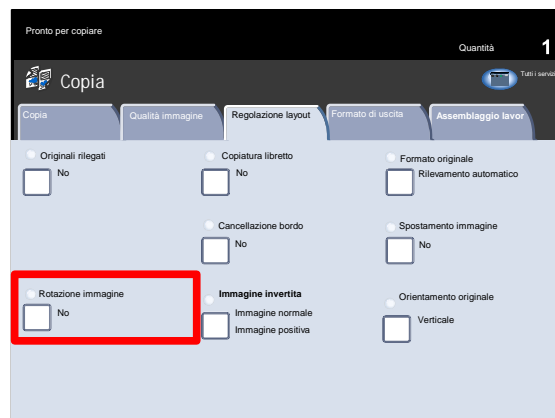 Pronto per copiare
Quantità 1
Copia
Tutti i serviz
Copia
Qualità immagine
Regolazione layout
Formato di uscita
Assemblaggio lavor
Originali rilegati
No
Copiatura libretto
No
Formato originale
Rilevamento automatico
Cancellazione bordo
No
Spostamento immagine
No
Rotazione immagine
No
Immagine invertita
Immagine normale
Immagine positiva
Orientamento originale
Verticale